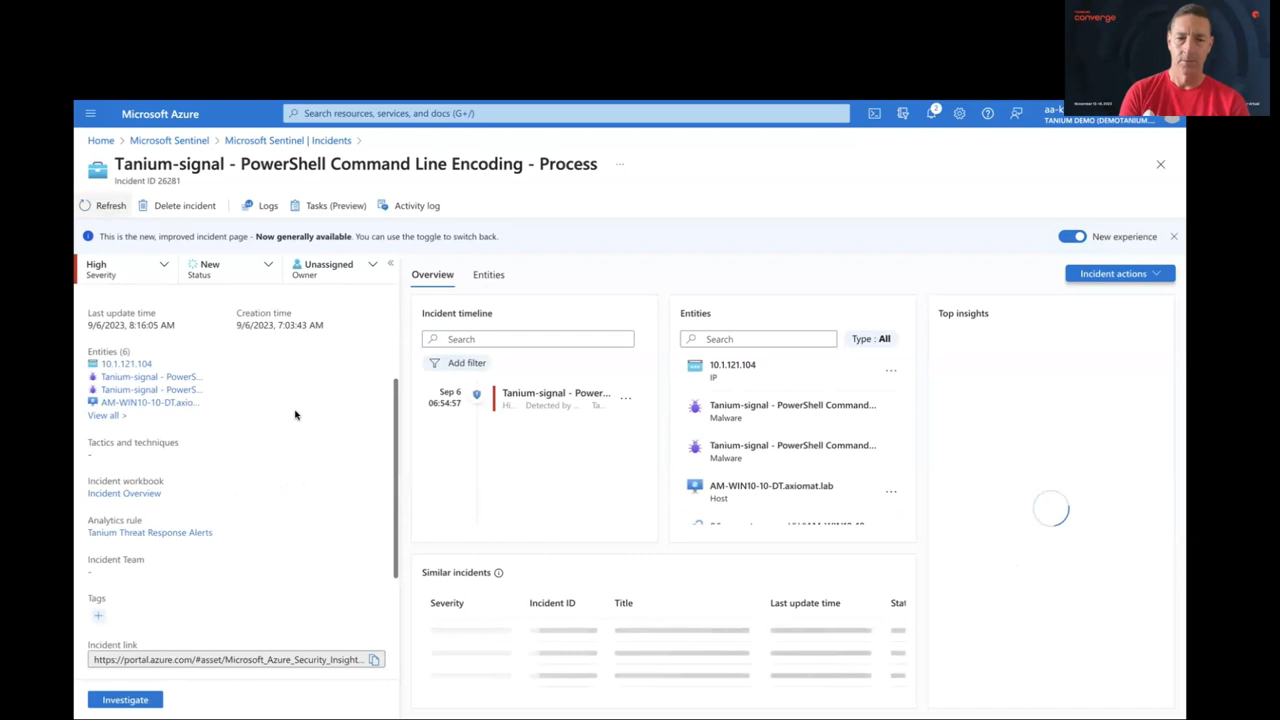 converge
Microsoft Azure
Search resources, services, and docs (G+/)
2
aa-k
TANIUM DEMO (DEMOTANIUM....
Home > Microsoft Sentinel > Microsoft Sentinel | Incidents >
Tanium-signal - PowerShell Command Line Encoding - Process ...
Incident ID 26281
Refresh Delete incident Logs Tasks (Preview) Activity log
This is the new, improved incident page - Now generally available. You can use the toggle to switch back.
New experience
High
Severity
New
Status
Unassigned
Owner
Overview Entities
Incident actions
Last update time
9/6/2023, 8:16:05 AM
Creation time
9/6/2023, 7:03:43 AM
Entities (6)
10.1.121.104
Tanium-signal - PowerS...
Tanium-signal - PowerS...
AM-WIN10-10-DT.axio...
View all >
Tactics and techniques
-
Incident workbook
Incident Overview
Analytics rule
Tanium Threat Response Alerts
Incident Team
-
Tags
+
Incident link
https://portal.azure.com/#asset/Microsoft_Azure_Security_Insight...
Investigate
Incident timeline
Search
Add filter
Sep 6
06:54:57
Tanium-signal - Power...
Hi... Detected by ... Ta...
Entities
Search
Type : All
10.1.121.104
IP
Tanium-signal - PowerShell Command...
Malware
Tanium-signal - PowerShell Command...
Malware
AM-WIN10-10-DT.axiomat.lab
Host
Top insights
Similar incidents
Severity Incident ID Title Last update time Stat